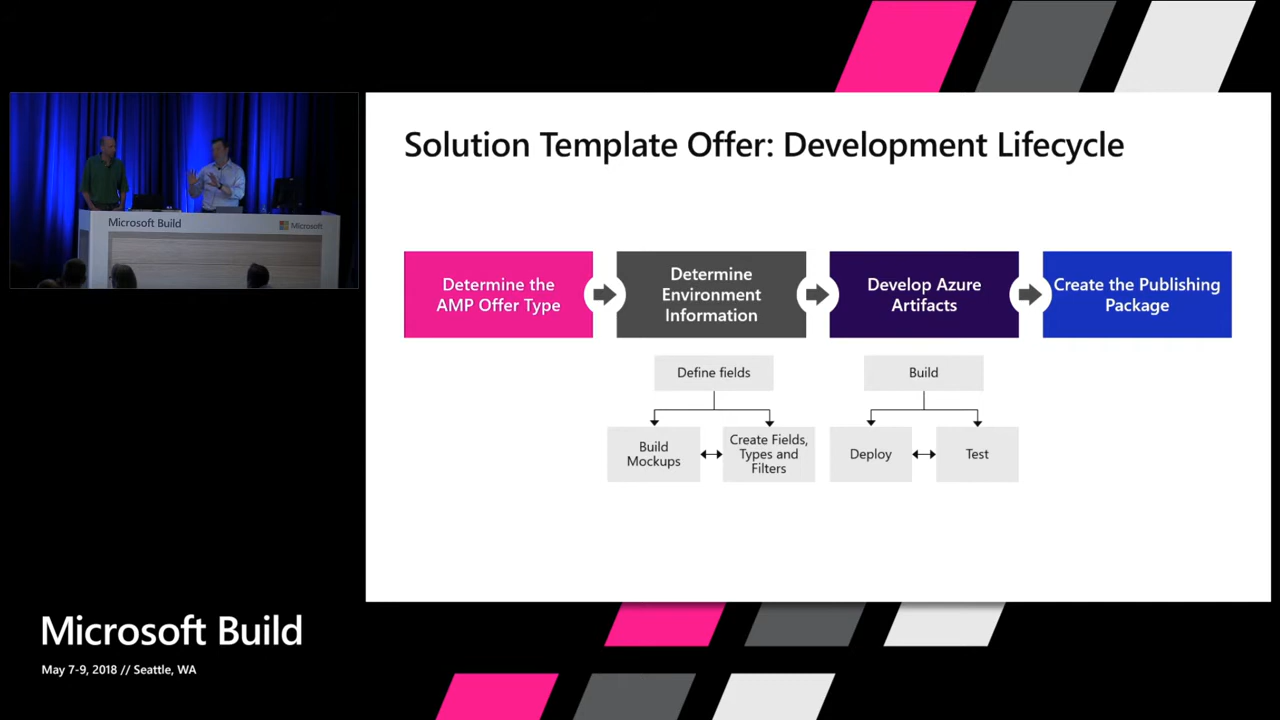 Solution Template Offer: Development Lifecycle
Determine the
AMP Offer Type
Determine
Environment
Information
Develop Azure
Artifacts
Create the Publishing
Package
Define fields
Build
Mockups
Create Fields,
Types and
Filters
Build
Deploy
Test
Microsoft Build
Microsoft
Microsoft Build
May 7-9, 2018 // Seattle, WA